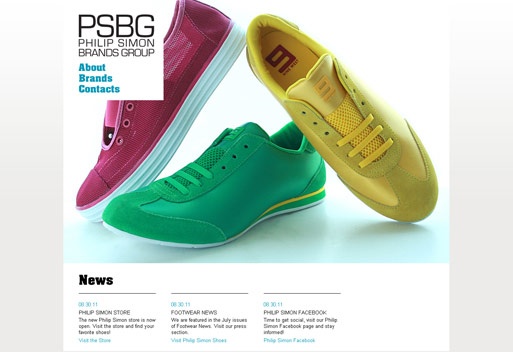 PSBG
PHILIP SIMON
BRANDS GROUP
About
Brands
Contacts
News
08.30.11
PHILIP SIMON STORE
The new Philip Simon store is now
open. Visit the store and find your
favorite shoes!
Visit the Store
08.30.11
FOOTWEAR NEWS
We are featured in the July issues
of Footwear News. Visit our press
section.
Visit Philip Simon Shoes
08.30.11
PHILIP SIMON FACEBOOK
Time to get social, visit our Philip
Simon Facebook page and stay
informed!
Philip Simon Facebook